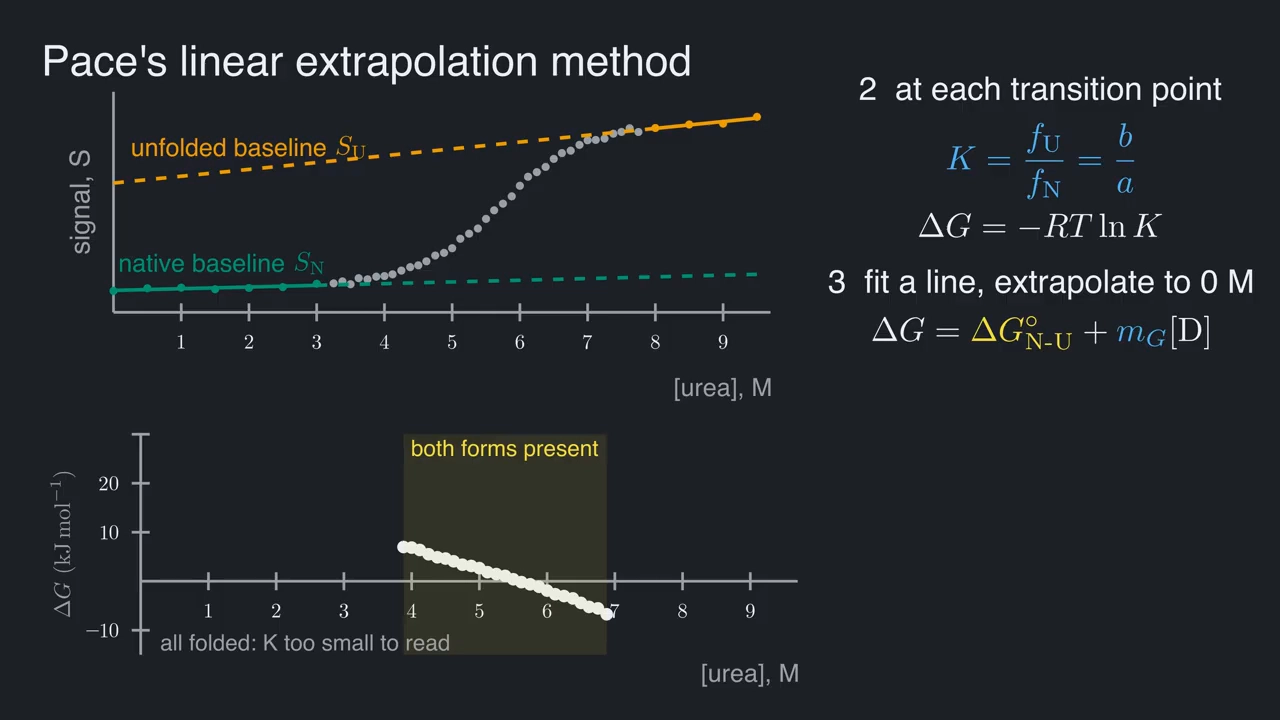 Pace's linear extrapolation method
unfolded baseline S_U
native baseline S_N
signal, S
1 2 3 4 5 6 7 8 9
[urea], M
2 at each transition point
K = f_U / f_N = b / a
ΔG = −RT ln K
3 fit a line, extrapolate to 0 M
ΔG = ΔG°_N-U + m_G[D]
both forms present
ΔG (kJ mol⁻¹)
20
10
−10
1 2 3 4 5 6 7 8 9
all folded: K too small to read
[urea], M